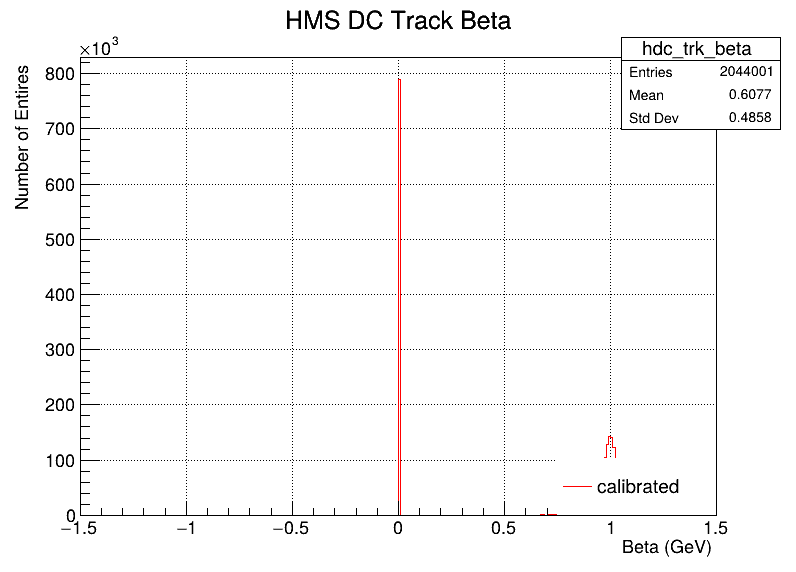 HMS DC Track Beta
×10³
hdc_trk_beta
Entries 2044001
Mean 0.6077
Std Dev 0.4858
Number of Entires
800
700
600
500
400
300
200
100
0
calibrated
−1.5 −1 −0.5 0 0.5 1 1.5
Beta (GeV)